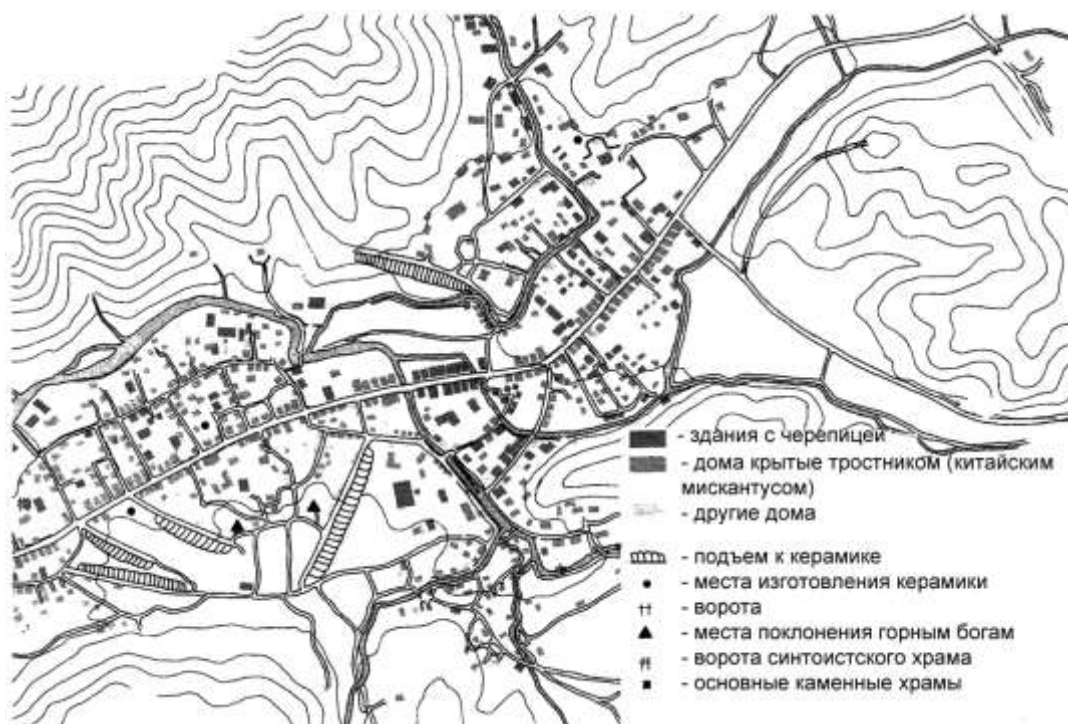 - здания с черепицей
- дома крытые тростником (китайским
мискантусом)
- другие дома
- подъем к керамике
- места изготовления керамики
- ворота
- места поклонения горным богам
- ворота синтоистского храма
- основные каменные храмы